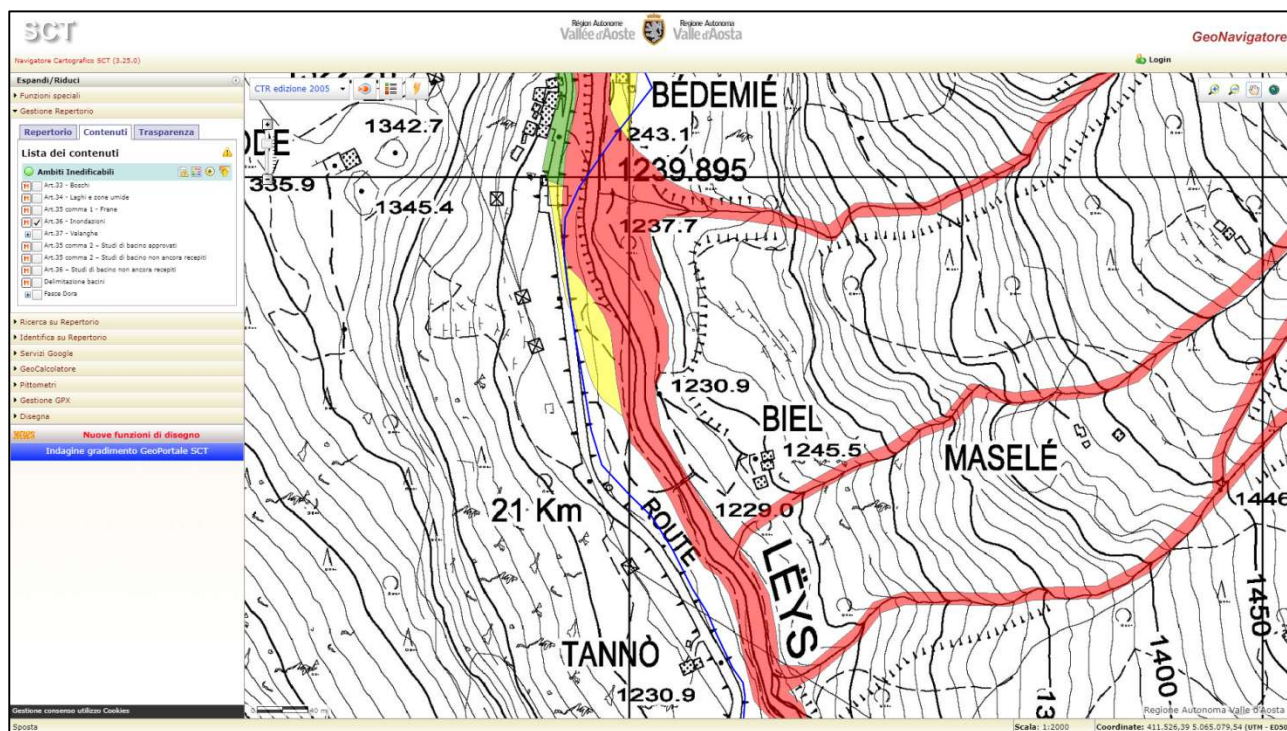 SCT
Région Autonome
Vallée d'Aoste
Regione Autonoma
Valle d'Aosta
GeoNavigatore
Navigatore Cartografico SCT (3.25.0)
Login
Espandi/Riduci
Funzioni speciali
Gestione Repertorio
Repertorio
Contenuti
Trasparenza
Lista dei contenuti
Ambiti Inedificabili
Art.33 - Boschi
Art.34 - Laghi e zone umide
Art.35 comma 1 - Frane
Art.36 - Inondazioni
Art.37 - Valanghe
Art.35 comma 2 – Studi di bacino approvati
Art.35 comma 2 – Studi di bacino non ancora recepiti
Art.36 – Studi di bacino non ancora recepiti
Delimitazione bacini
Fasce Dora
Ricerca su Repertorio
Identifica su Repertorio
Servizi Google
GeoCalcolatore
Pittometri
Gestione GPX
Disegna
Nuove funzioni di disegno
Indagine gradimento GeoPortale SCT
Gestione consenso utilizzo Cookies
Sposta
CTR edizione 2005
BÉDEMIÉ
1342.7
1243.1
1239.895
335.9
1345.4
1237.7
1230.9
BIEL
1245.5
MASELÉ
1446
21 Km
1229.0
ROUTE
LËYS
TANNÒ
1230.9
1450
1400
13
Regione Autonoma Valle d'Aosta
Scala: 1:2000
Coordinate: 411.526,39 5.065.079,54 (UTM - ED50